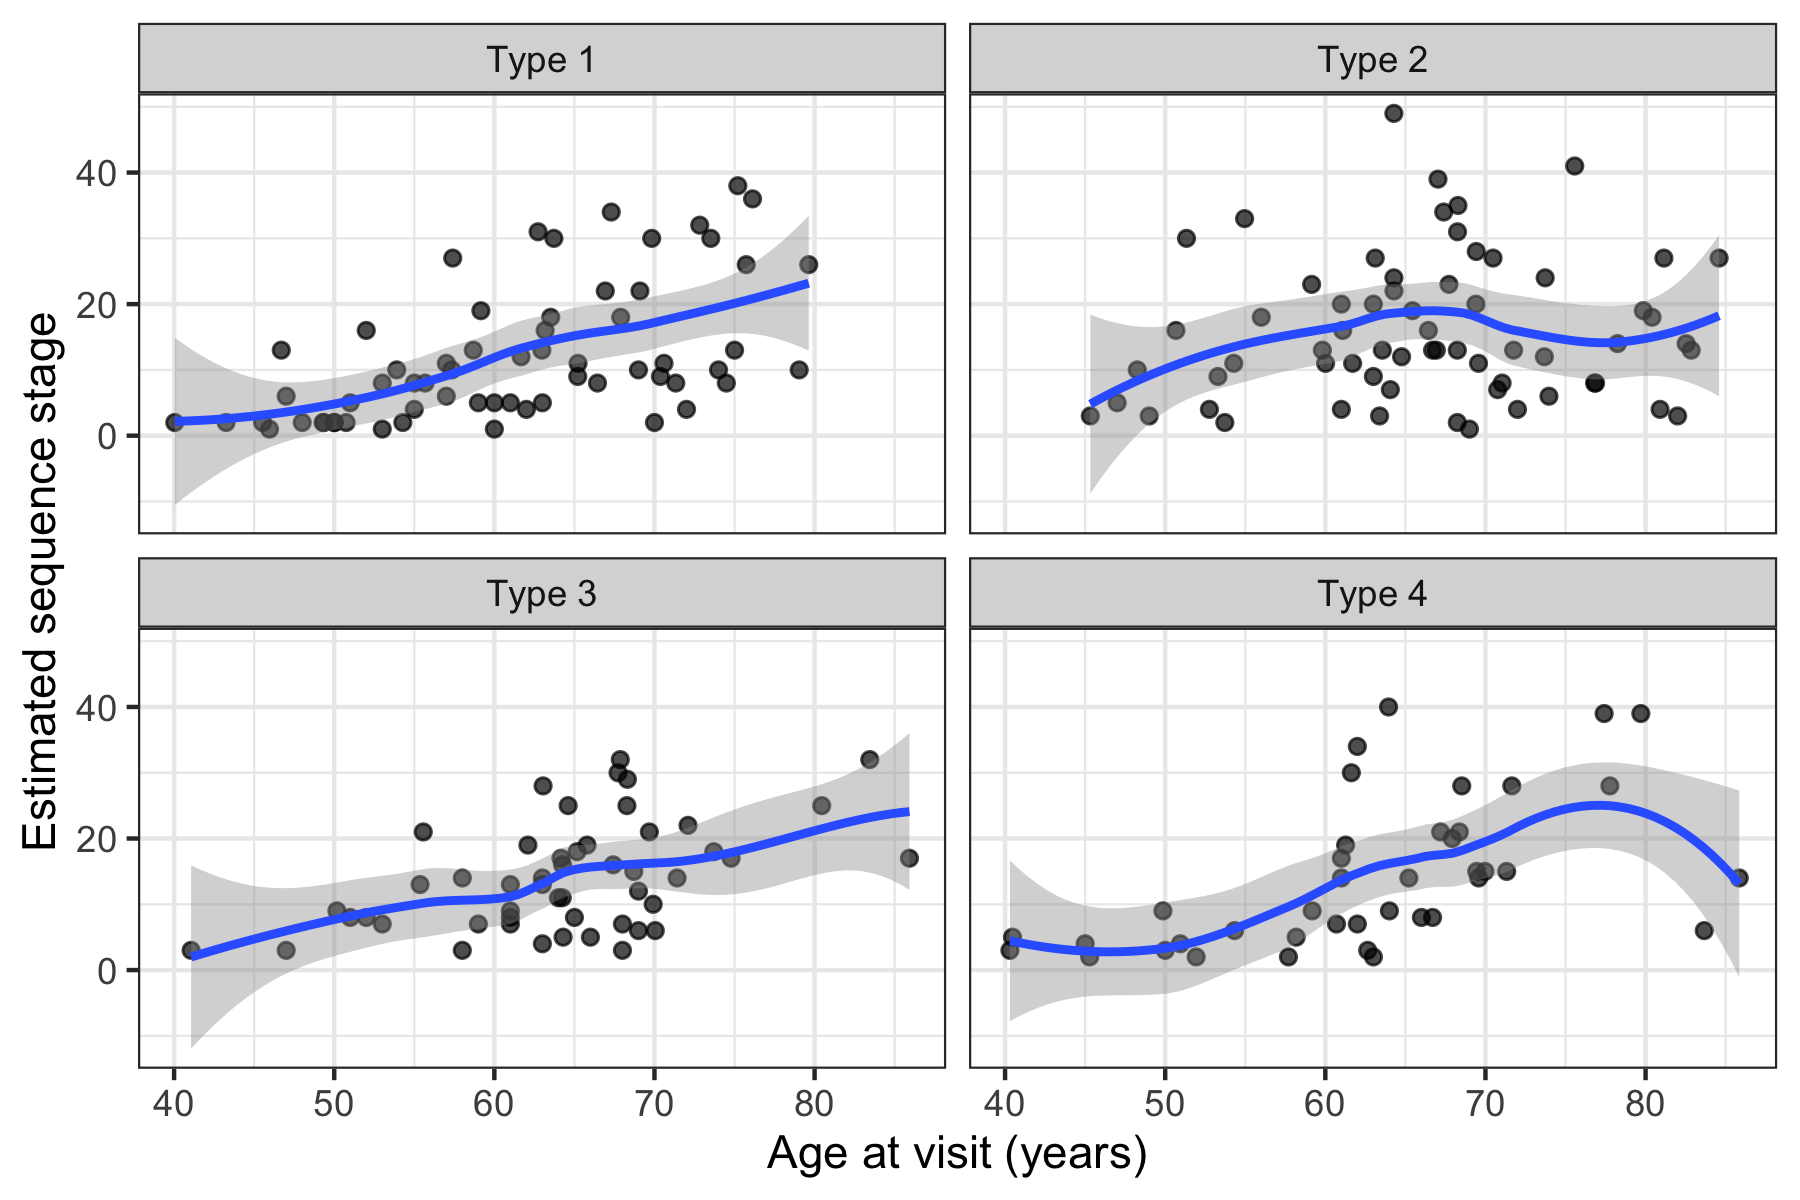 Type 1
Type 2
40
20
0
Type 3
Type 4
40
20
0
40 50 60 70 80
40 50 60 70 80
Age at visit (years)
Estimated sequence stage